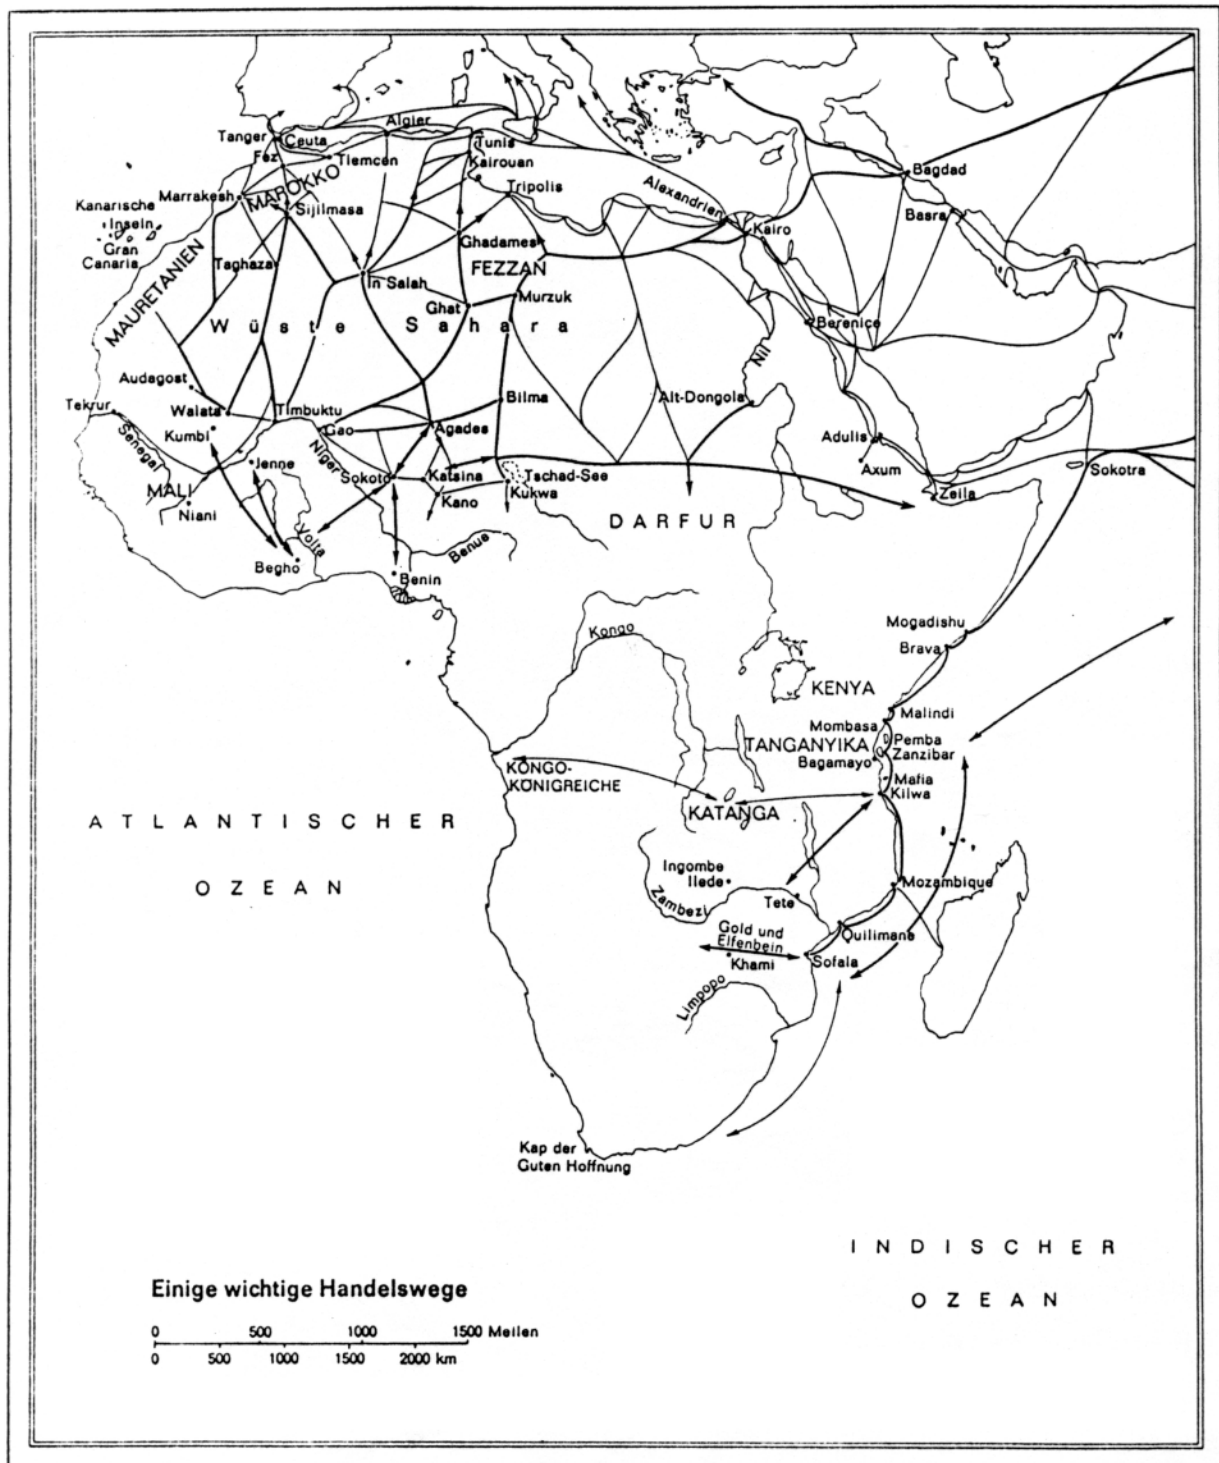 Tanger
Ceuta
Algier
Tunis
Fez
Tlemcen
Kairouan
Marrakesh
MAROKKO
Tripolis
Alexandrien
Bagdad
Kanarische
Inseln
Gran
Canaria
Sijilmasa
Basra
Kairo
Ghadames
MAURETANIEN
Taghaza
In Salah
FEZZAN
Ghat
Murzuk
Wüste Sahara
Berenice
Nil
Audagost
Bilma
Alt-Dongola
Tekrur
Walata
Timbuktu
Kumbi
Gao
Agades
Adulis
Senegal
Jenne
Niger
Sokoto
Katsina
Tschad-See
Axum
Sokotra
MALI
Niani
Kano
Kukwa
Zeila
DARFUR
Volta
Benue
Begho
Benin
Mogadishu
Kongo
Brava
KENYA
Malindi
Mombasa
TANGANYIKA
Pemba
Zanzibar
Bagamayo
KONGO-
KÖNIGREICHE
Mafia
Kilwa
KATANGA
ATLANTISCHER
OZEAN
Ingombe
Ilede
Zambezi
Tete
Mozambique
Gold und
Elfenbein
Quilimane
Khami
Sofala
Limpopo
Kap der
Guten Hoffnung
INDISCHER
OZEAN
Einige wichtige Handelswege
0 500 1000 1500 Meilen
0 500 1000 1500 2000 km